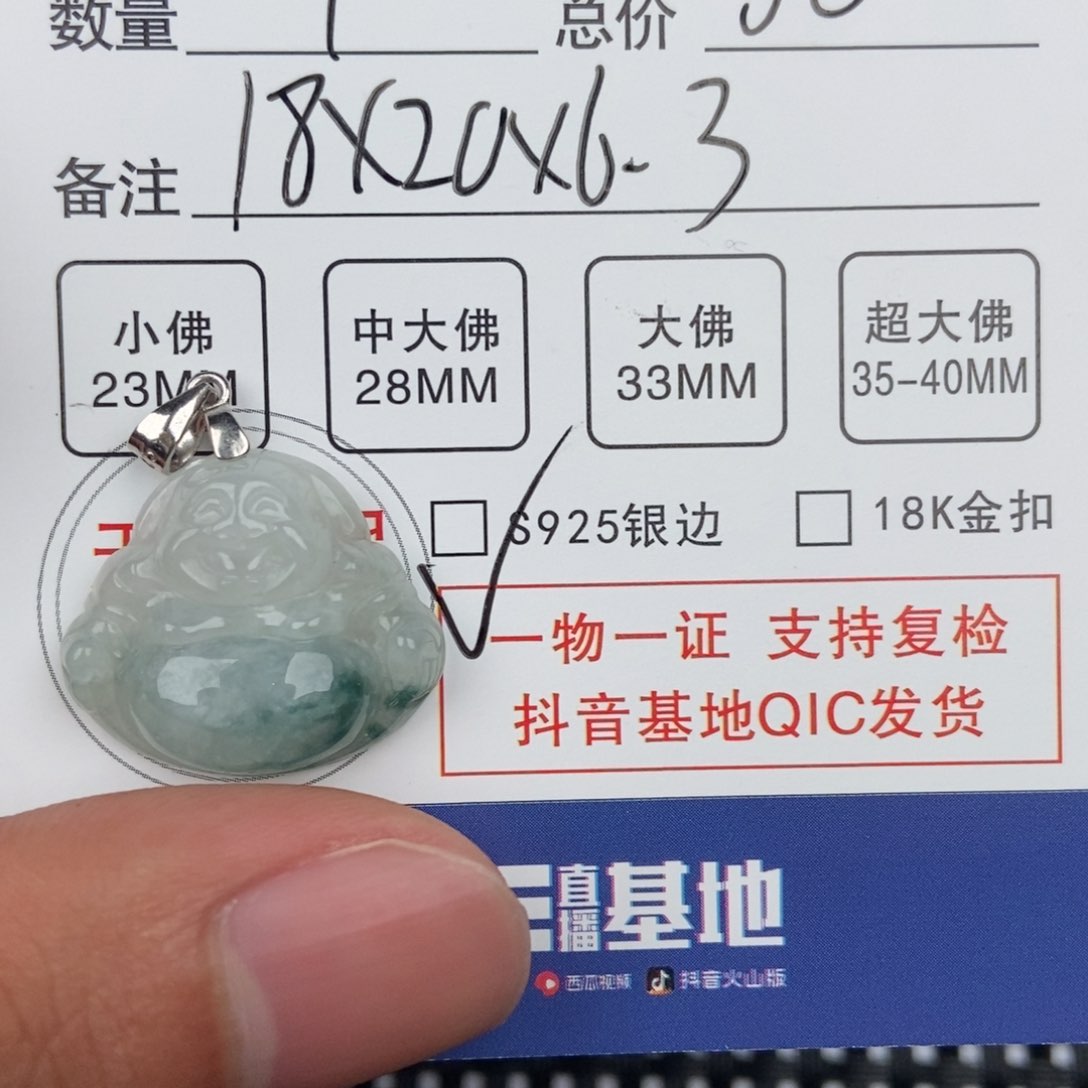 数量 1 总价
备注 18X20X6.3
小佛 中大佛 大佛 超大佛
23MM 28MM 33MM 35-40MM
S925银边 18K金扣
一物一证 支持复检
抖音基地QIC发货
直播基地
西瓜视频 抖音火山版